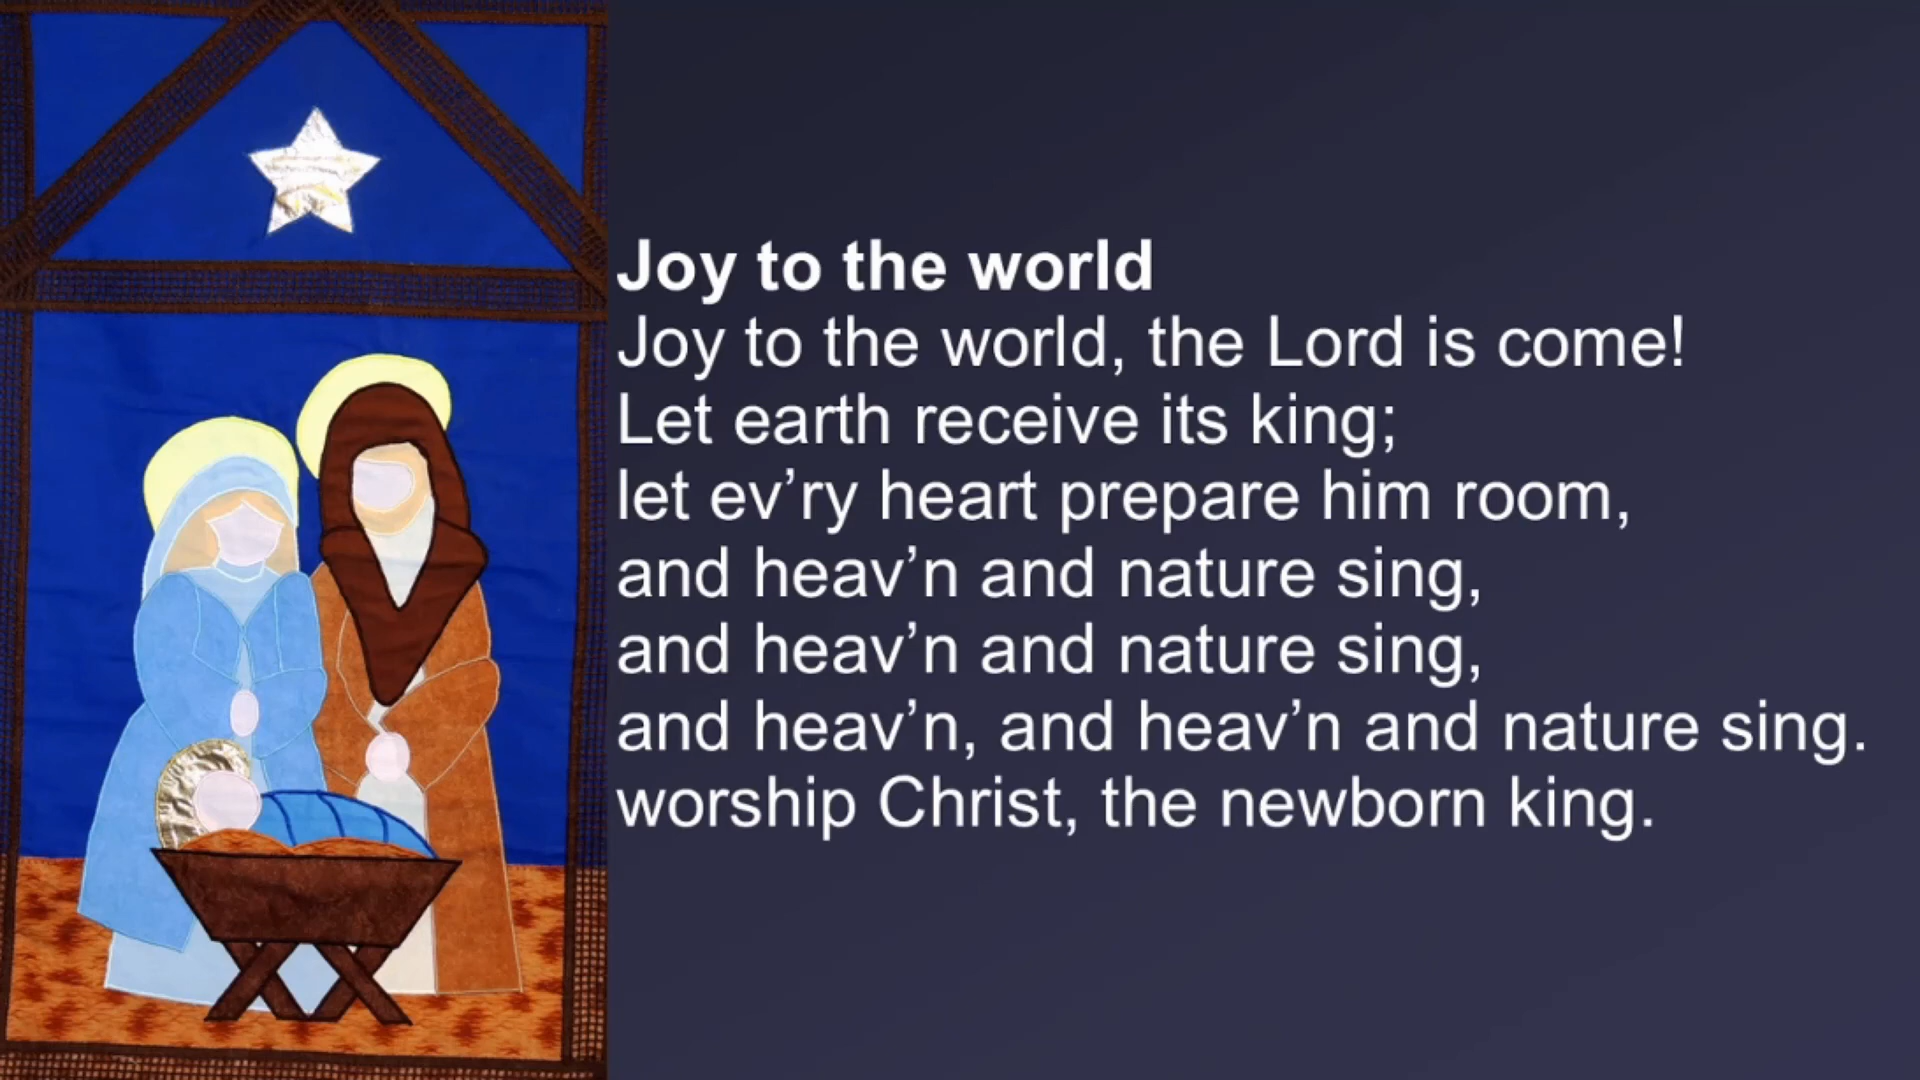 Joy to the world
Joy to the world, the Lord is come!
Let earth receive its king;
let ev’ry heart prepare him room,
and heav’n and nature sing,
and heav’n and nature sing,
and heav’n, and heav’n and nature sing.
worship Christ, the newborn king.